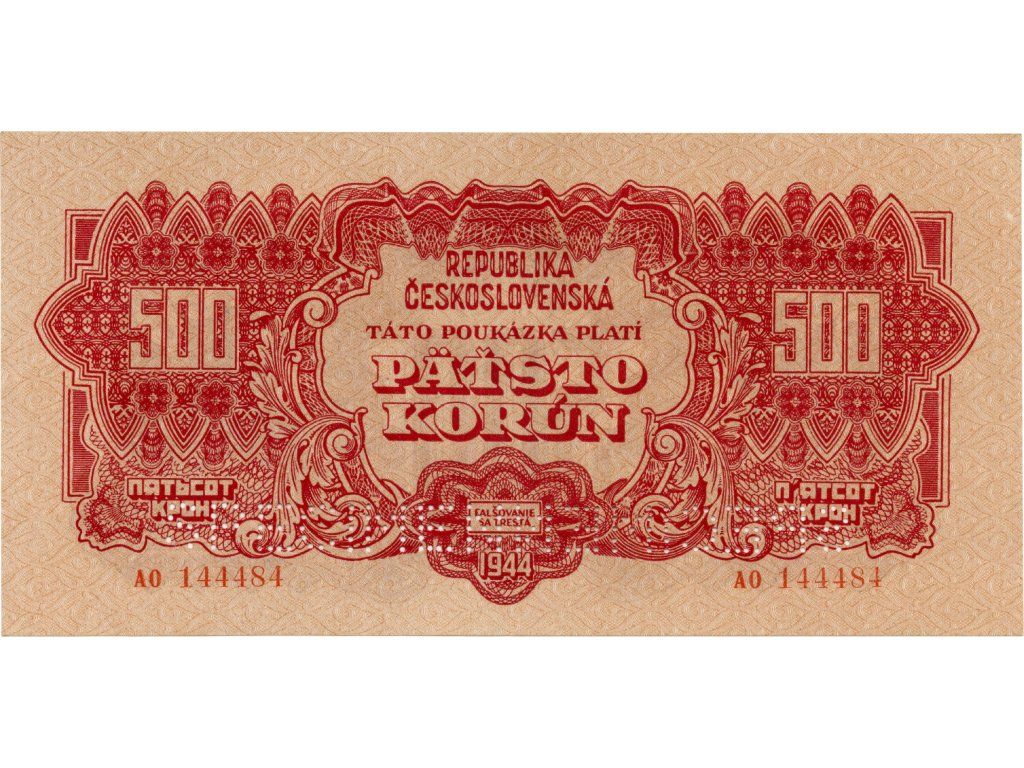 500
500
REPUBLIKA
ČESKOSLOVENSKÁ
TÁTO POUKÁZKA PLATÍ
PÄŤSTO
KORÚN
ПЯТЬСОТ
КРОН
П'ЯТСОТ
КРОН
FALŠOVANIE
SA TRESTÁ
1944
AO 144484
AO 144484